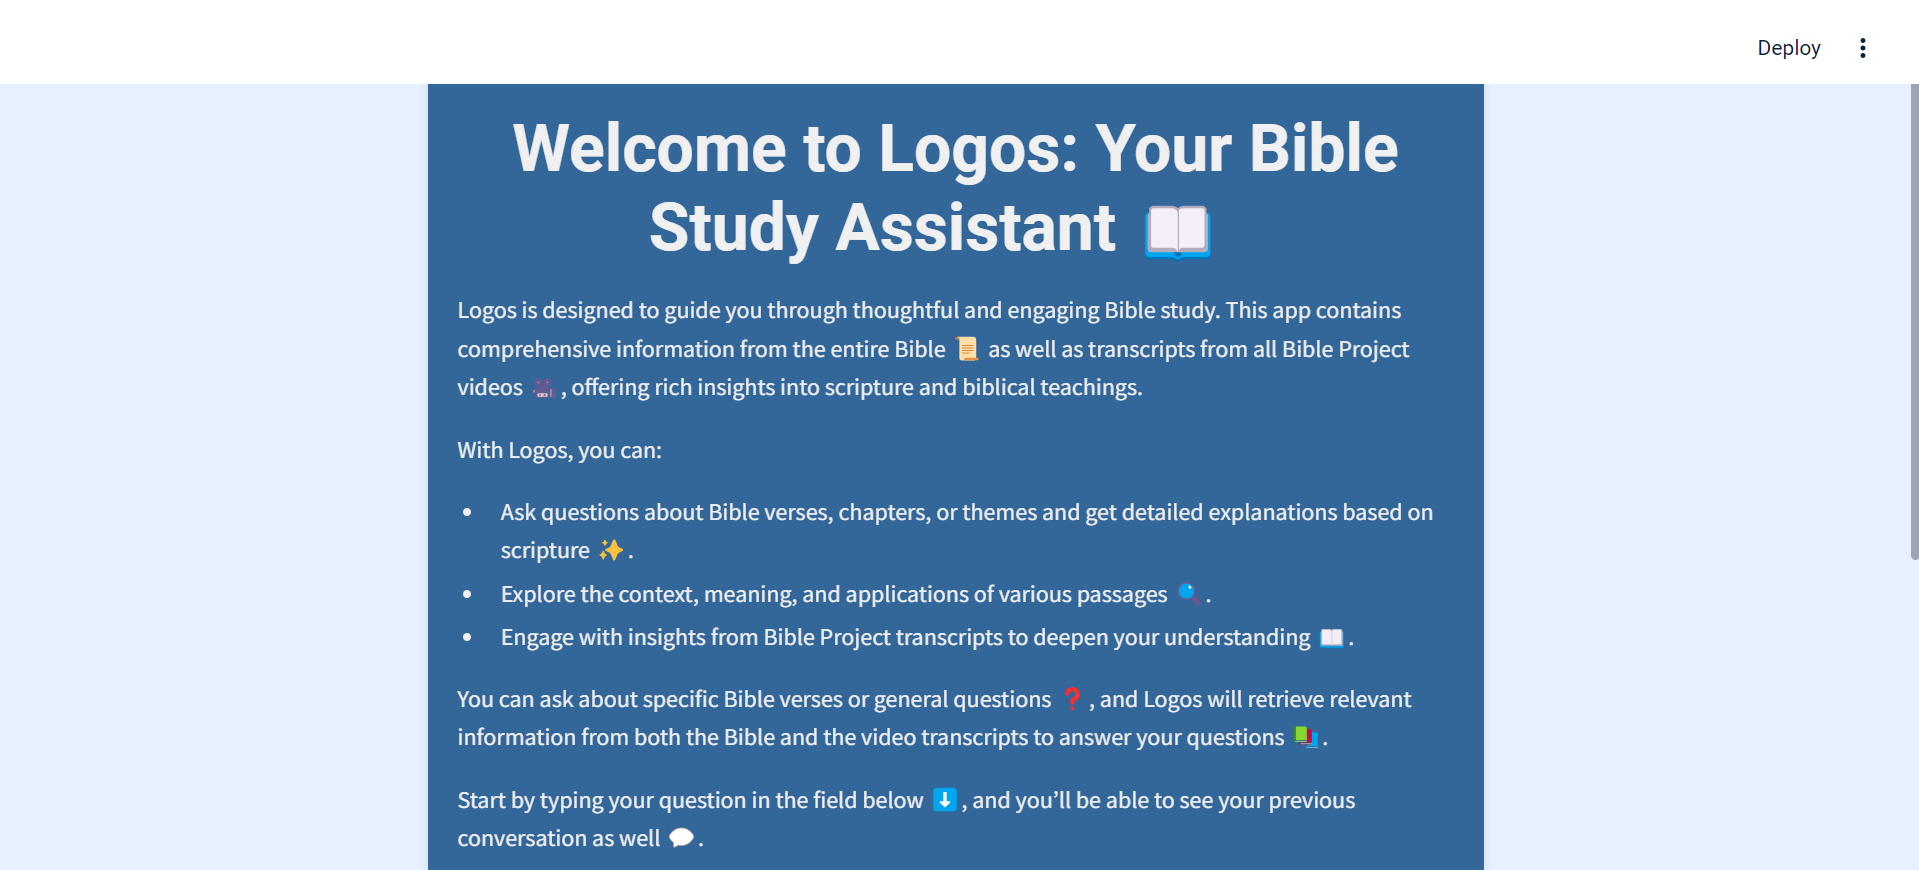 Deploy
Welcome to Logos: Your Bible
Study Assistant 📖
Logos is designed to guide you through thoughtful and engaging Bible study. This app contains
comprehensive information from the entire Bible 📜 as well as transcripts from all Bible Project
videos 🎥, offering rich insights into scripture and biblical teachings.
With Logos, you can:
• Ask questions about Bible verses, chapters, or themes and get detailed explanations based on
scripture ✨.
• Explore the context, meaning, and applications of various passages 🔍.
• Engage with insights from Bible Project transcripts to deepen your understanding 📖.
You can ask about specific Bible verses or general questions ❓, and Logos will retrieve relevant
information from both the Bible and the video transcripts to answer your questions 📚.
Start by typing your question in the field below ⬇️, and you’ll be able to see your previous
conversation as well 💬.